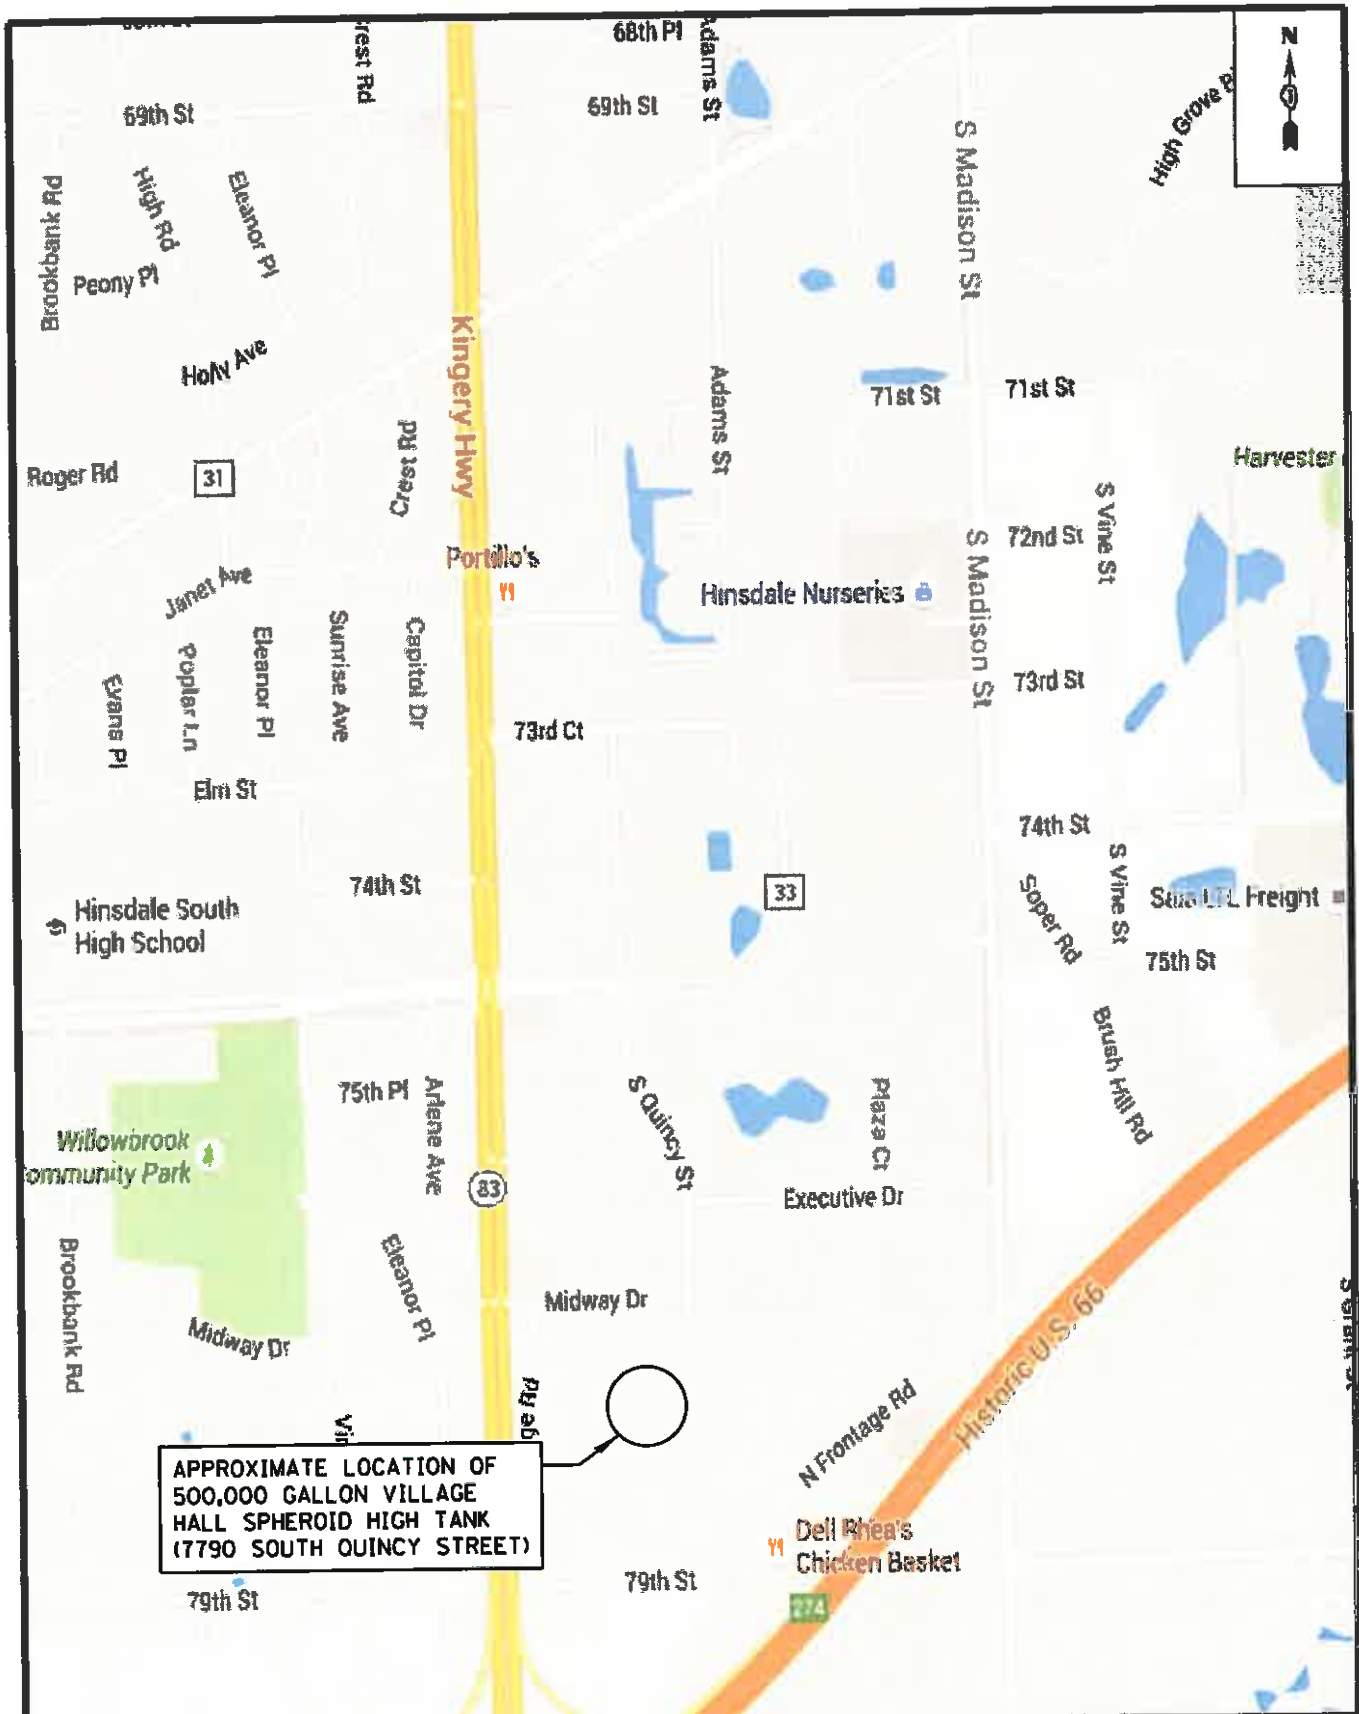 68th Pl
N
69th St
69th St
Adams St
S Madison St
High Grove
Brookbank Rd
High Rd
Eleanor Pl
Peony Pl
Holly Ave
Kingery Hwy
Adams St
71st St
71st St
Roger Rd
31
Crest Rd
Harvester
S Vine St
72nd St
Portillo's
Hinsdale Nurseries
S Madison St
Janet Ave
Evans Pl
Poplar Ln
Eleanor Pl
Sunrise Ave
Capitol Dr
73rd St
73rd Ct
Elm St
74th St
74th St
33
Soper Rd
S Vine St
Hinsdale South
High School
Freight
75th St
Brush Hill Rd
75th Pl
Arlene Ave
S Quincy St
Plaza Ct
Willowbrook
ommunity Park
83
Executive Dr
Brookbank Rd
Eleanor Pl
Midway Dr
Midway Dr
Historic U.S. 66
N Frontage Rd
APPROXIMATE LOCATION OF
500,000 GALLON VILLAGE
HALL SPHEROID HIGH TANK
(7790 SOUTH QUINCY STREET)
Dell Rhea's
Chicken Basket
79th St
79th St
274